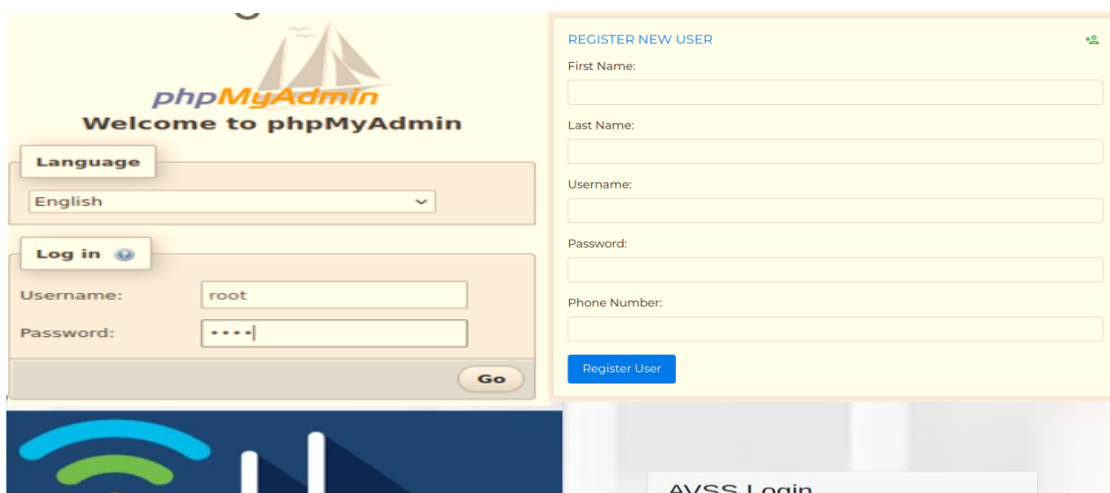 phpMyAdmin
Welcome to phpMyAdmin
Language
English
Log in
Username:
root
Password:
••••
Go
REGISTER NEW USER
First Name:
Last Name:
Username:
Password:
Phone Number:
Register User
AVSS Login